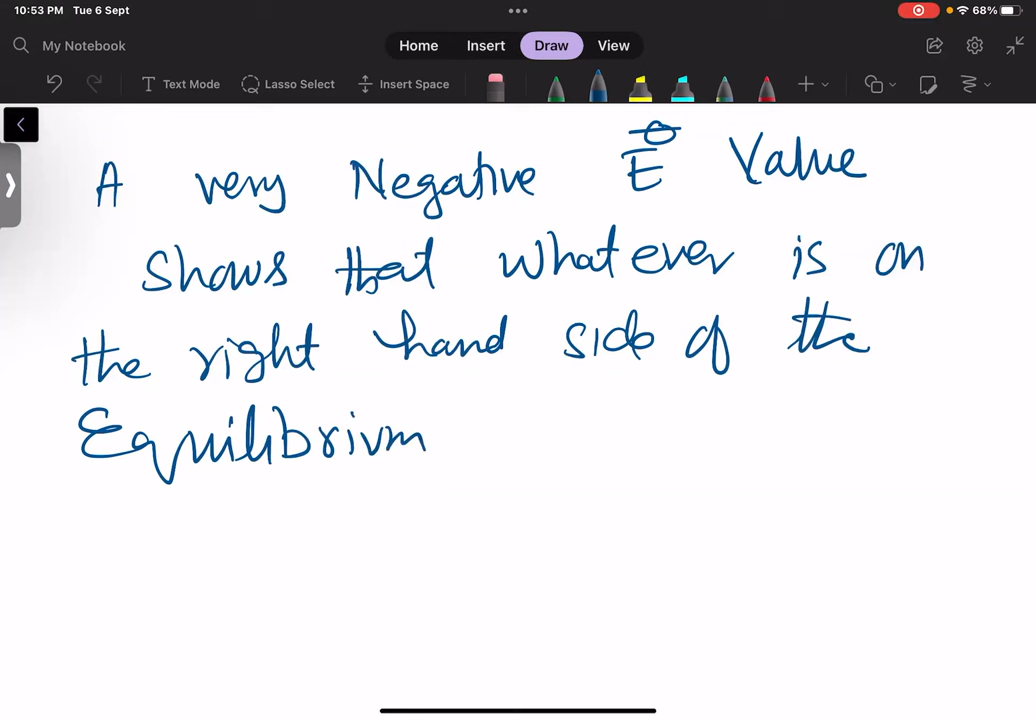 10:53 PM Tue 6 Sept
68%
My Notebook
Home Insert Draw View
Text Mode Lasso Select Insert Space
A very Negative E⦵ Value
shows that whatever is on
the right hand side of the
Equilibrium